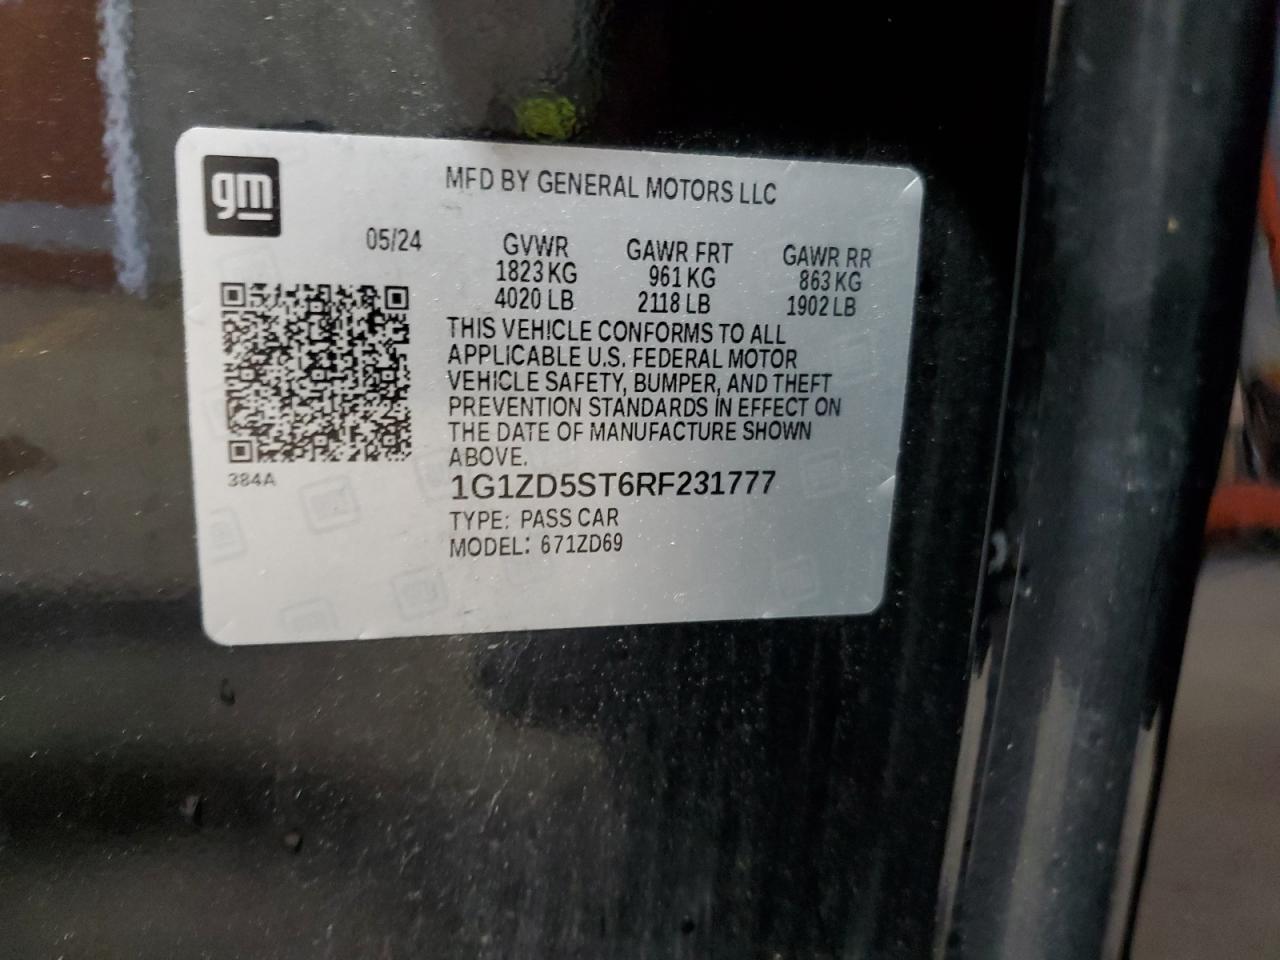 gm
MFD BY GENERAL MOTORS LLC
05/24
GVWR GAWR FRT GAWR RR
1823 KG 961 KG 863 KG
4020 LB 2118 LB 1902 LB
THIS VEHICLE CONFORMS TO ALL
APPLICABLE U.S. FEDERAL MOTOR
VEHICLE SAFETY, BUMPER, AND THEFT
PREVENTION STANDARDS IN EFFECT ON
THE DATE OF MANUFACTURE SHOWN
ABOVE.
384A
1G1ZD5ST6RF231777
TYPE: PASS CAR
MODEL: 671ZD69